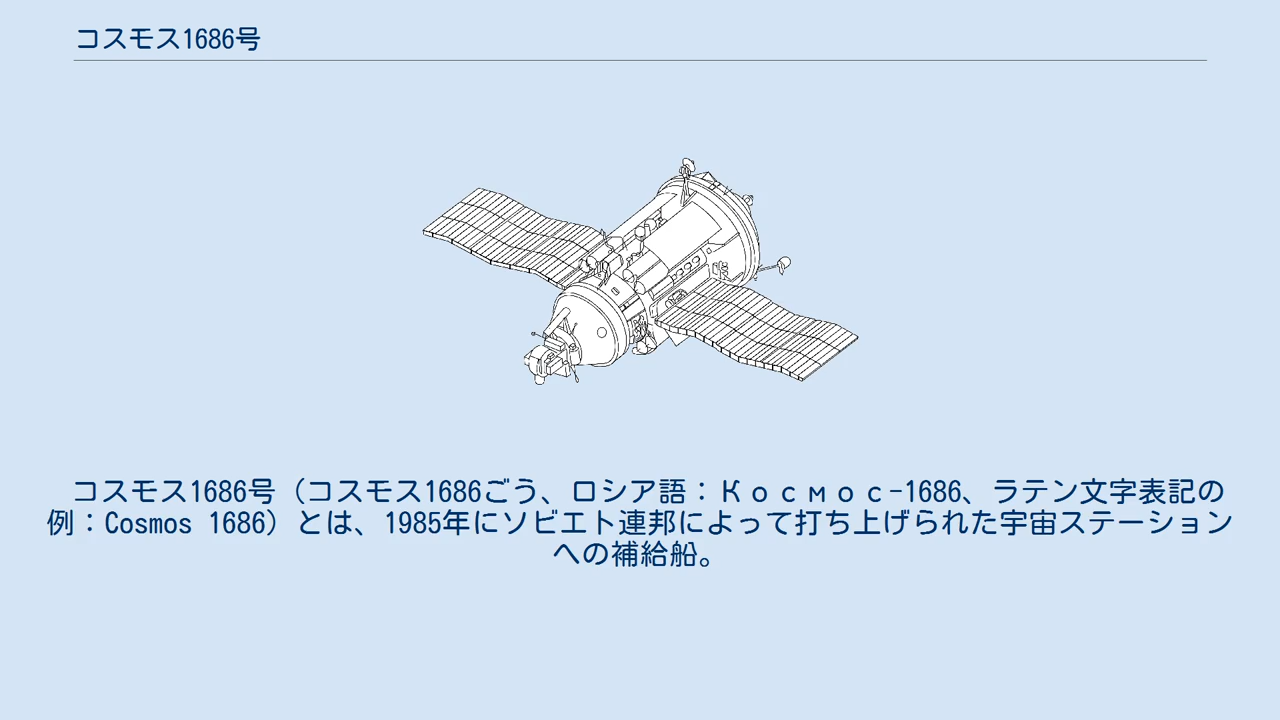 コスモス1686号
コスモス1686号（コスモス1686ごう、ロシア語：Космос-1686、ラテン文字表記の
例：Cosmos 1686）とは、1985年にソビエト連邦によって打ち上げられた宇宙ステーション
への補給船。